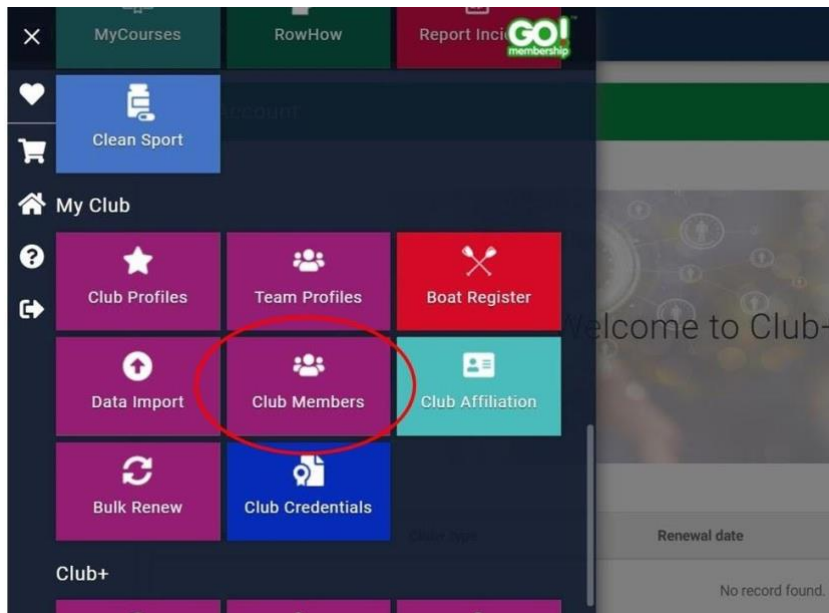 MyCourses
RowHow
Report Inci
GO!
membership
Account
Clean Sport
My Club
Club Profiles
Team Profiles
Boat Register
Welcome to Club+
Data Import
Club Members
Club Affiliation
Bulk Renew
Club Credentials
Renewal date
No record found.
Club+